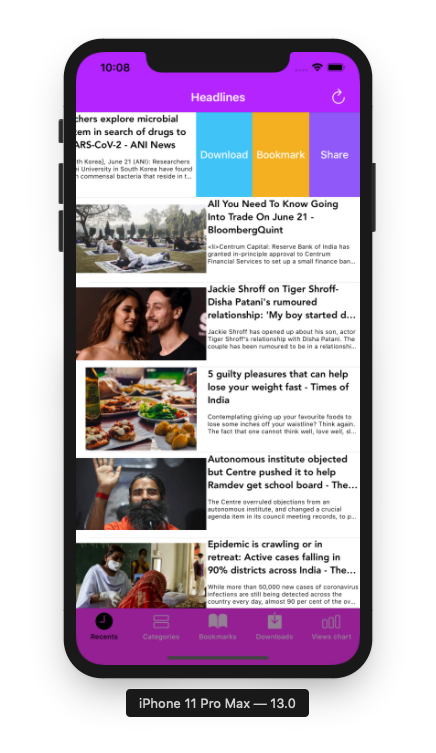 10:08
Headlines
chers explore microbial
tem in search of drugs to
ARS-CoV-2 - ANI News
th Korea], June 21 (ANI): Researchers
ei University in South Korea have found
n commensal bacteria that reside in t...
Download
Bookmark
Share
All You Need To Know Going
Into Trade On June 21 -
BloombergQuint
<li>Centrum Capital: Reserve Bank of India has
granted in-principle approval to Centrum
Financial Services to set up a small finance ban...
Jackie Shroff on Tiger Shroff-
Disha Patani's rumoured
relationship: 'My boy started d...
Jackie Shroff has opened up about his son, actor
Tiger Shroff's relationship with Disha Patani. The
couple has been rumoured to be in a relationshi...
5 guilty pleasures that can help
lose your weight fast - Times of
India
Contemplating giving up your favourite foods to
lose some inches off your waistline? Think again.
The fact that one cannot think well, love well, sl...
Autonomous institute objected
but Centre pushed it to help
Ramdev get school board - The...
The Centre overruled objections from an
autonomous institute, and changed a crucial
agenda item in its council meeting records, to p...
Epidemic is crawling or in
retreat: Active cases falling in
90% districts across India - The...
While more than 50,000 new cases of coronavirus
infections are still being detected across the
country every day, almost 90 per cent of the ov...
Recents
Categories
Bookmarks
Downloads
Views chart
iPhone 11 Pro Max — 13.0